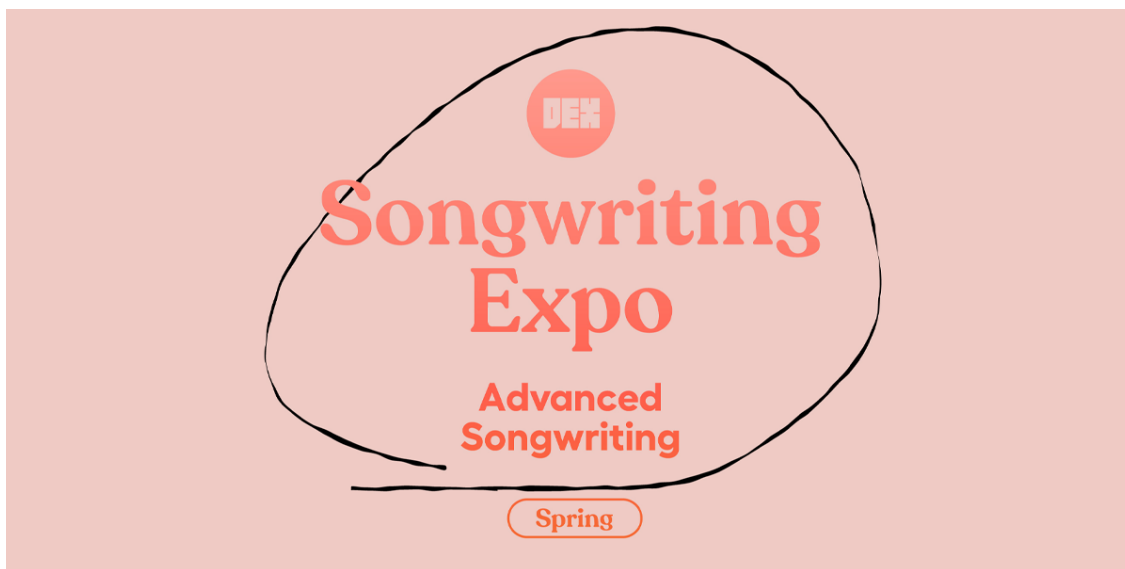 DEX
Songwriting
Expo
Advanced
Songwriting
Spring